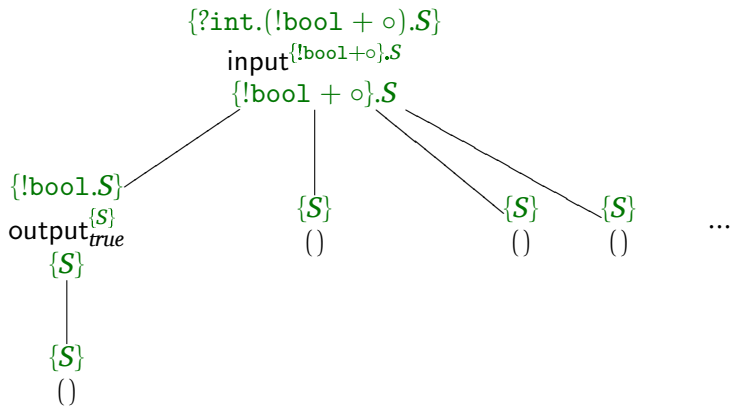 {?int.(!bool + ∘).S}
input^{{!bool+∘}.S}
{!bool + ∘}.S
{!bool.S}
output^{{S}}_{true}
{S}
{S}
()
{S}
()
{S}
()
{S}
()
...